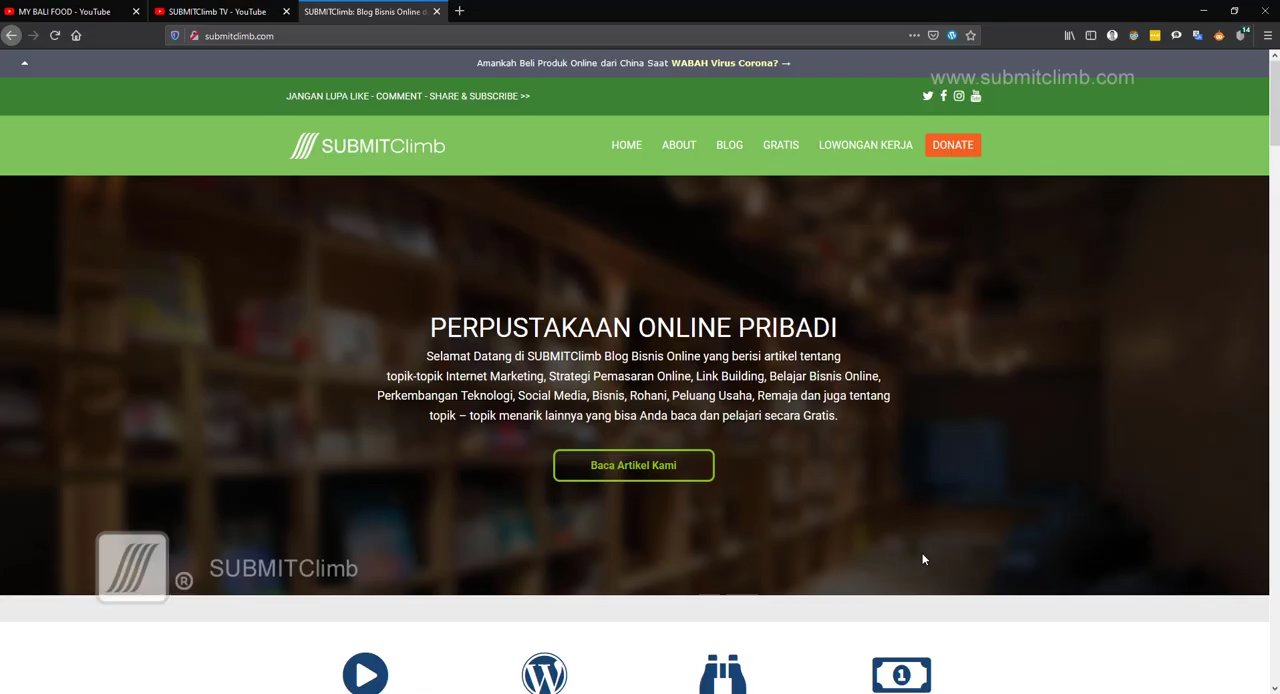 MY BALI FOOD - YouTube
SUBMITClimb TV - YouTube
SUBMITClimb: Blog Bisnis Online d
submitclimb.com
14
Amankah Beli Produk Online dari China Saat WABAH Virus Corona? →
www.submitclimb.com
JANGAN LUPA LIKE - COMMENT - SHARE & SUBSCRIBE >>
SUBMITClimb
HOME ABOUT BLOG GRATIS LOWONGAN KERJA DONATE
PERPUSTAKAAN ONLINE PRIBADI
Selamat Datang di SUBMITClimb Blog Bisnis Online yang berisi artikel tentang
topik-topik Internet Marketing, Strategi Pemasaran Online, Link Building, Belajar Bisnis Online,
Perkembangan Teknologi, Social Media, Bisnis, Rohani, Peluang Usaha, Remaja dan juga tentang
topik – topik menarik lainnya yang bisa Anda baca dan pelajari secara Gratis.
Baca Artikel Kami
® SUBMITClimb
1